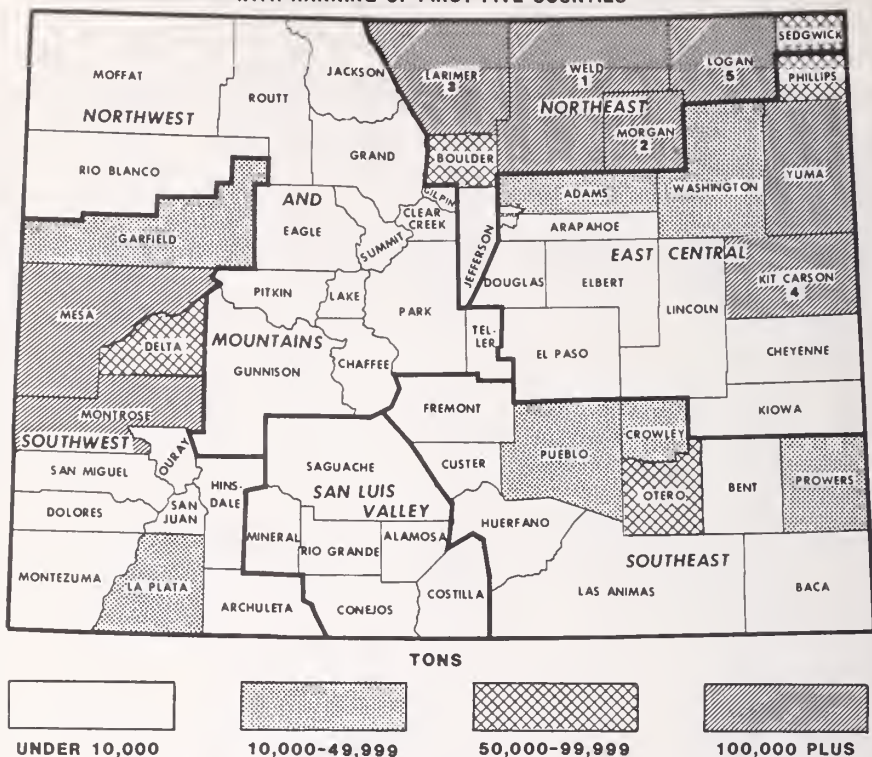 WITH RANKING OF FIRST FIVE COUNTIES
SEDGWICK
MOFFAT
JACKSON
ROUTT
LARIMER
3
WELD
1
LOGAN
5
PHILLIPS
NORTHWEST
NORTHEAST
MORGAN
2
RIO BLANCO
GRAND
BOULDER
WASHINGTON
YUMA
GILPIN
ADAMS
AND
CLEAR
CREEK
ARAPAHOE
GARFIELD
EAGLE
SUMMIT
JEFFERSON
EAST CENTRAL
DOUGLAS
ELBERT
KIT CARSON
4
PITKIN
LAKE
LINCOLN
MESA
PARK
TEL-
LER
DELTA
MOUNTAINS
EL PASO
CHEYENNE
GUNNISON
CHAFFEE
MONTROSE
FREMONT
KIOWA
SOUTHWEST
OURAY
CROWLEY
SAN MIGUEL
SAGUACHE
CUSTER
PUEBLO
OTERO
BENT
PROWERS
HINS-
DALE
SAN LUIS
VALLEY
DOLORES
SAN
JUAN
MINERAL
RIO GRANDE
ALAMOSA
HUERFANO
SOUTHEAST
MONTEZUMA
LA PLATA
ARCHULETA
CONEJOS
COSTILLA
LAS ANIMAS
BACA
TONS
UNDER 10,000
10,000-49,999
50,000-99,999
100,000 PLUS